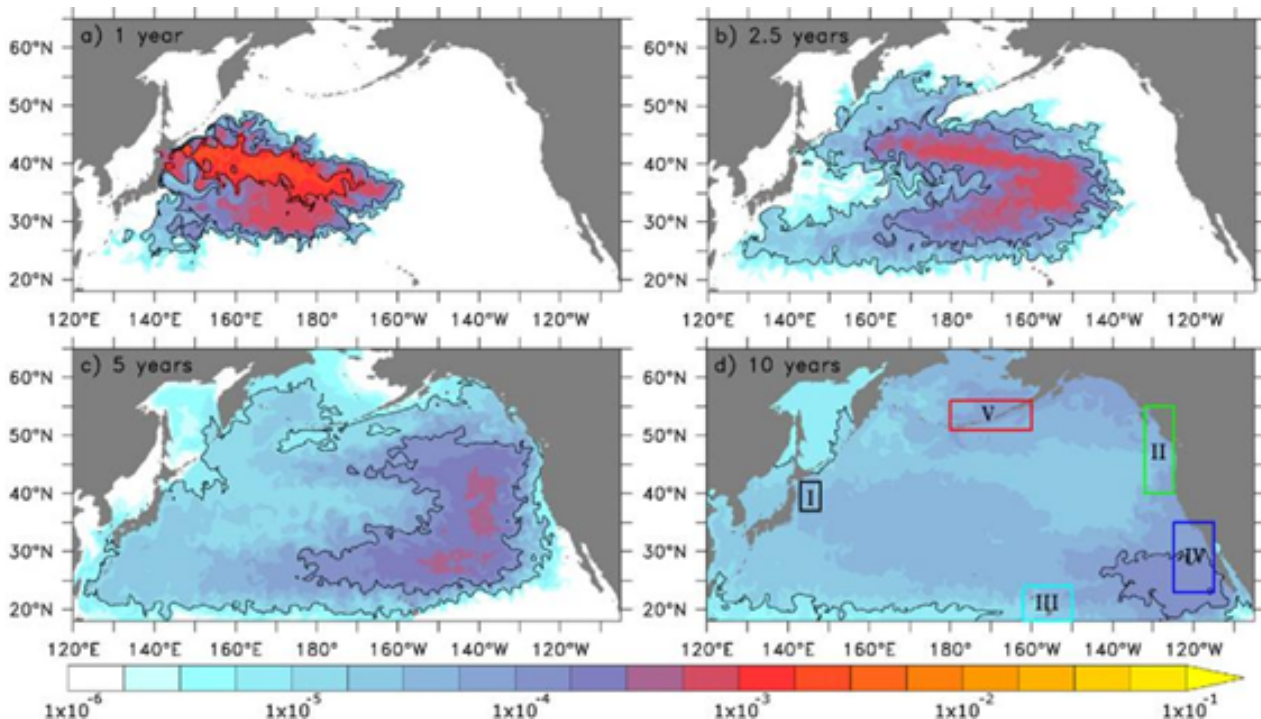 a) 1 year
b) 2.5 years
60°N
50°N
40°N
30°N
20°N
60°N
50°N
40°N
30°N
20°N
120°E 140°E 160°E 180° 160°W 140°W 120°W
120°E 140°E 160°E 180° 160°W 140°W 120°W
c) 5 years
d) 10 years
60°N
50°N
40°N
30°N
20°N
60°N
50°N
40°N
30°N
20°N
V
II
I
IV
III
120°E 140°E 160°E 180° 160°W 140°W 120°W
120°E 140°E 160°E 180° 160°W 140°W 120°W
1x10⁻⁶ 1x10⁻⁵ 1x10⁻⁴ 1x10⁻³ 1x10⁻² 1x10⁻¹